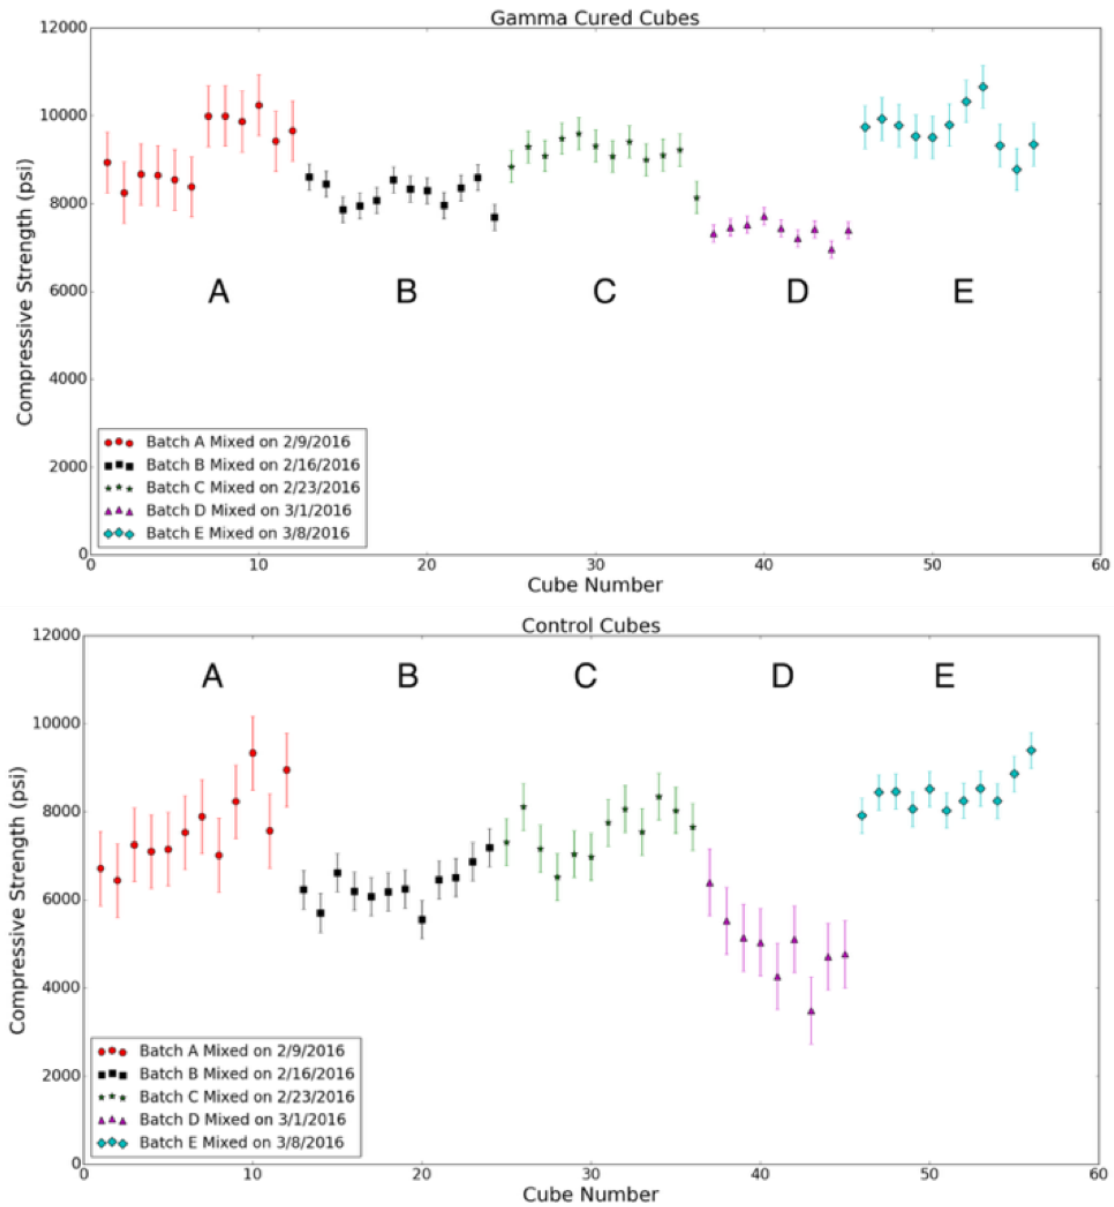 Gamma Cured Cubes
12000
10000
8000
6000
4000
2000
0
Compressive Strength (psi)
A B C D E
Batch A Mixed on 2/9/2016
Batch B Mixed on 2/16/2016
Batch C Mixed on 2/23/2016
Batch D Mixed on 3/1/2016
Batch E Mixed on 3/8/2016
0 10 20 30 40 50 60
Cube Number
Control Cubes
12000
10000
8000
6000
4000
2000
0
Compressive Strength (psi)
A B C D E
Batch A Mixed on 2/9/2016
Batch B Mixed on 2/16/2016
Batch C Mixed on 2/23/2016
Batch D Mixed on 3/1/2016
Batch E Mixed on 3/8/2016
0 10 20 30 40 50 60
Cube Number